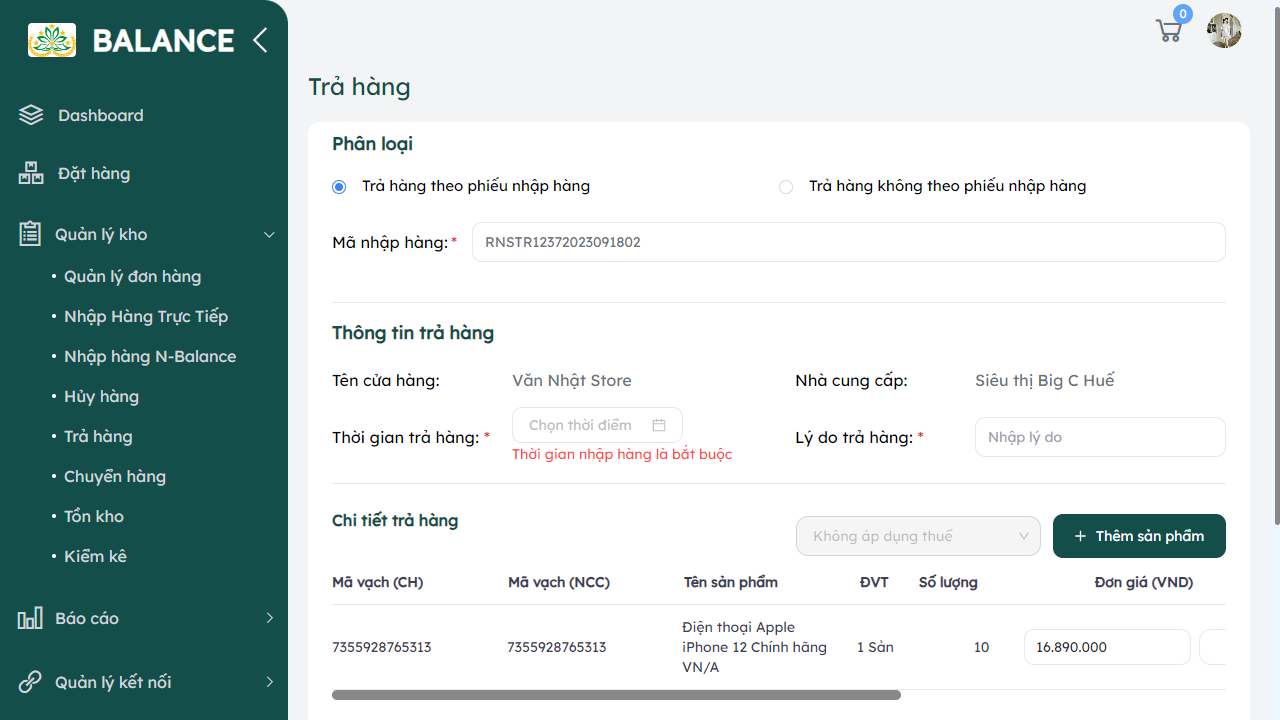 BALANCE
0
Dashboard
Đặt hàng
Quản lý kho
• Quản lý đơn hàng
• Nhập Hàng Trực Tiếp
• Nhập hàng N-Balance
• Hủy hàng
• Trả hàng
• Chuyển hàng
• Tồn kho
• Kiểm kê
Báo cáo
Quản lý kết nối
Trả hàng
Phân loại
Trả hàng theo phiếu nhập hàng
Trả hàng không theo phiếu nhập hàng
Mã nhập hàng: * RNSTR12372023091802
Thông tin trả hàng
Tên cửa hàng: Văn Nhật Store
Nhà cung cấp: Siêu thị Big C Huế
Thời gian trả hàng: * Chọn thời điểm
Thời gian nhập hàng là bắt buộc
Lý do trả hàng: * Nhập lý do
Chi tiết trả hàng
Không áp dụng thuế
+ Thêm sản phẩm
Mã vạch (CH) Mã vạch (NCC) Tên sản phẩm ĐVT Số lượng Đơn giá (VND)
7355928765313 7355928765313 Điện thoại Apple
iPhone 12 Chính hãng
VN/A
1 Sản 10 16.890.000